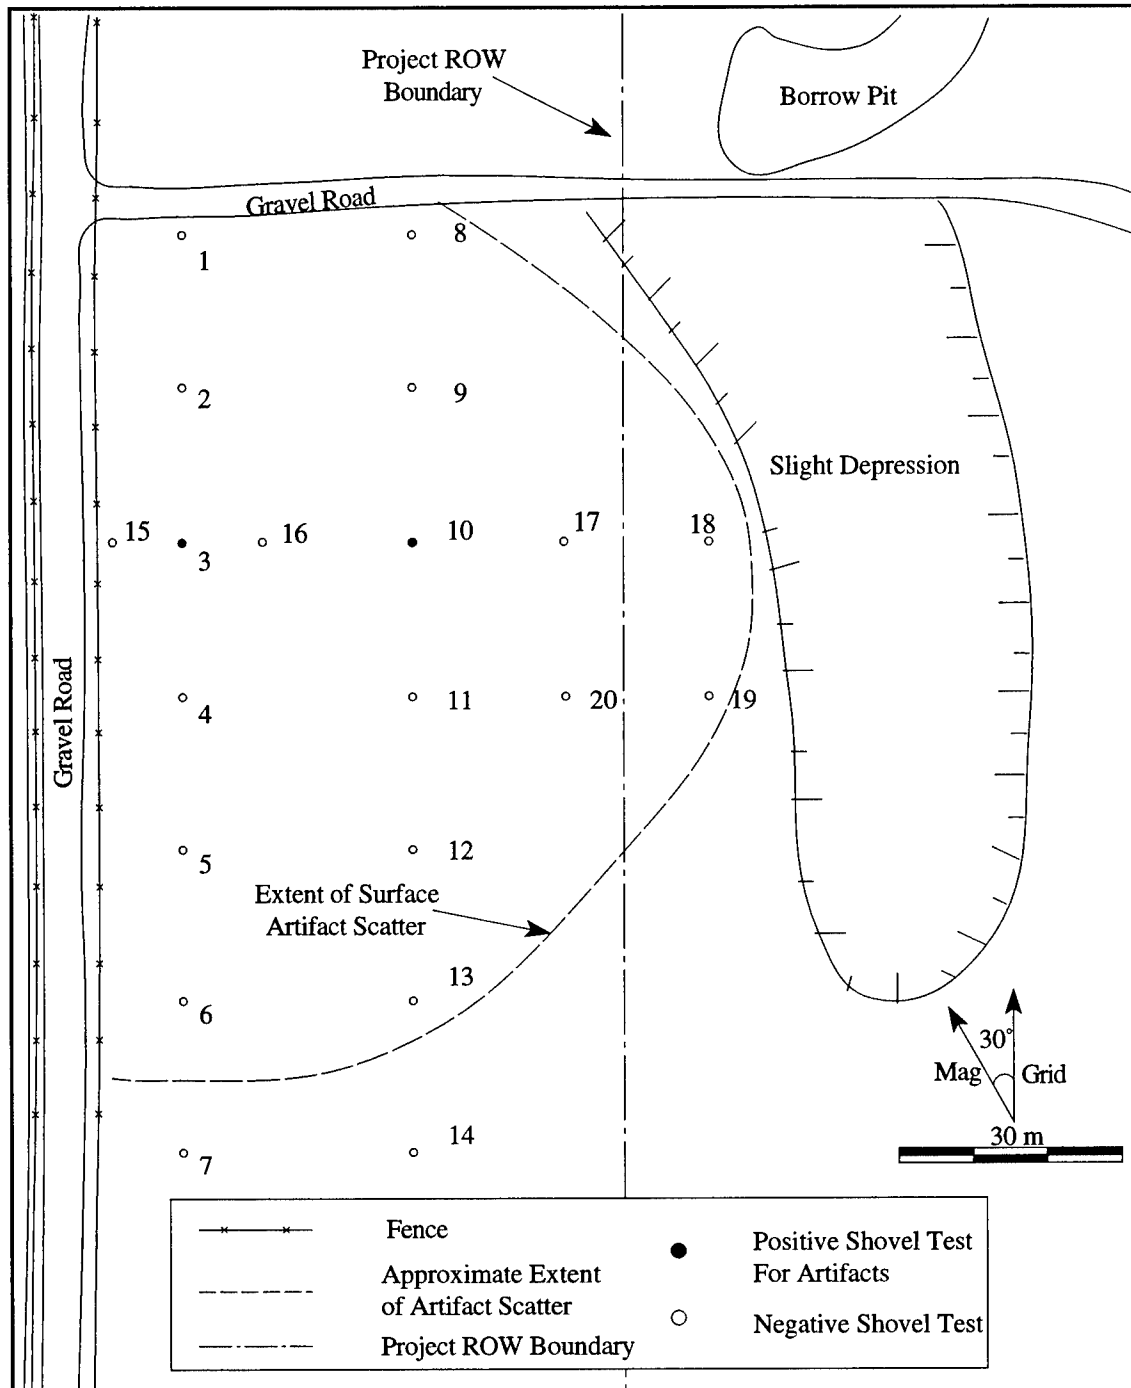 Project ROW
Boundary
Borrow Pit
Gravel Road
1
8
2
9
Slight Depression
15
3
16
10
17
18
Gravel Road
4
11
20
19
5
12
Extent of Surface
Artifact Scatter
6
13
30°
Mag
Grid
30 m
7
14
Fence
Approximate Extent
of Artifact Scatter
Project ROW Boundary
Positive Shovel Test
For Artifacts
Negative Shovel Test